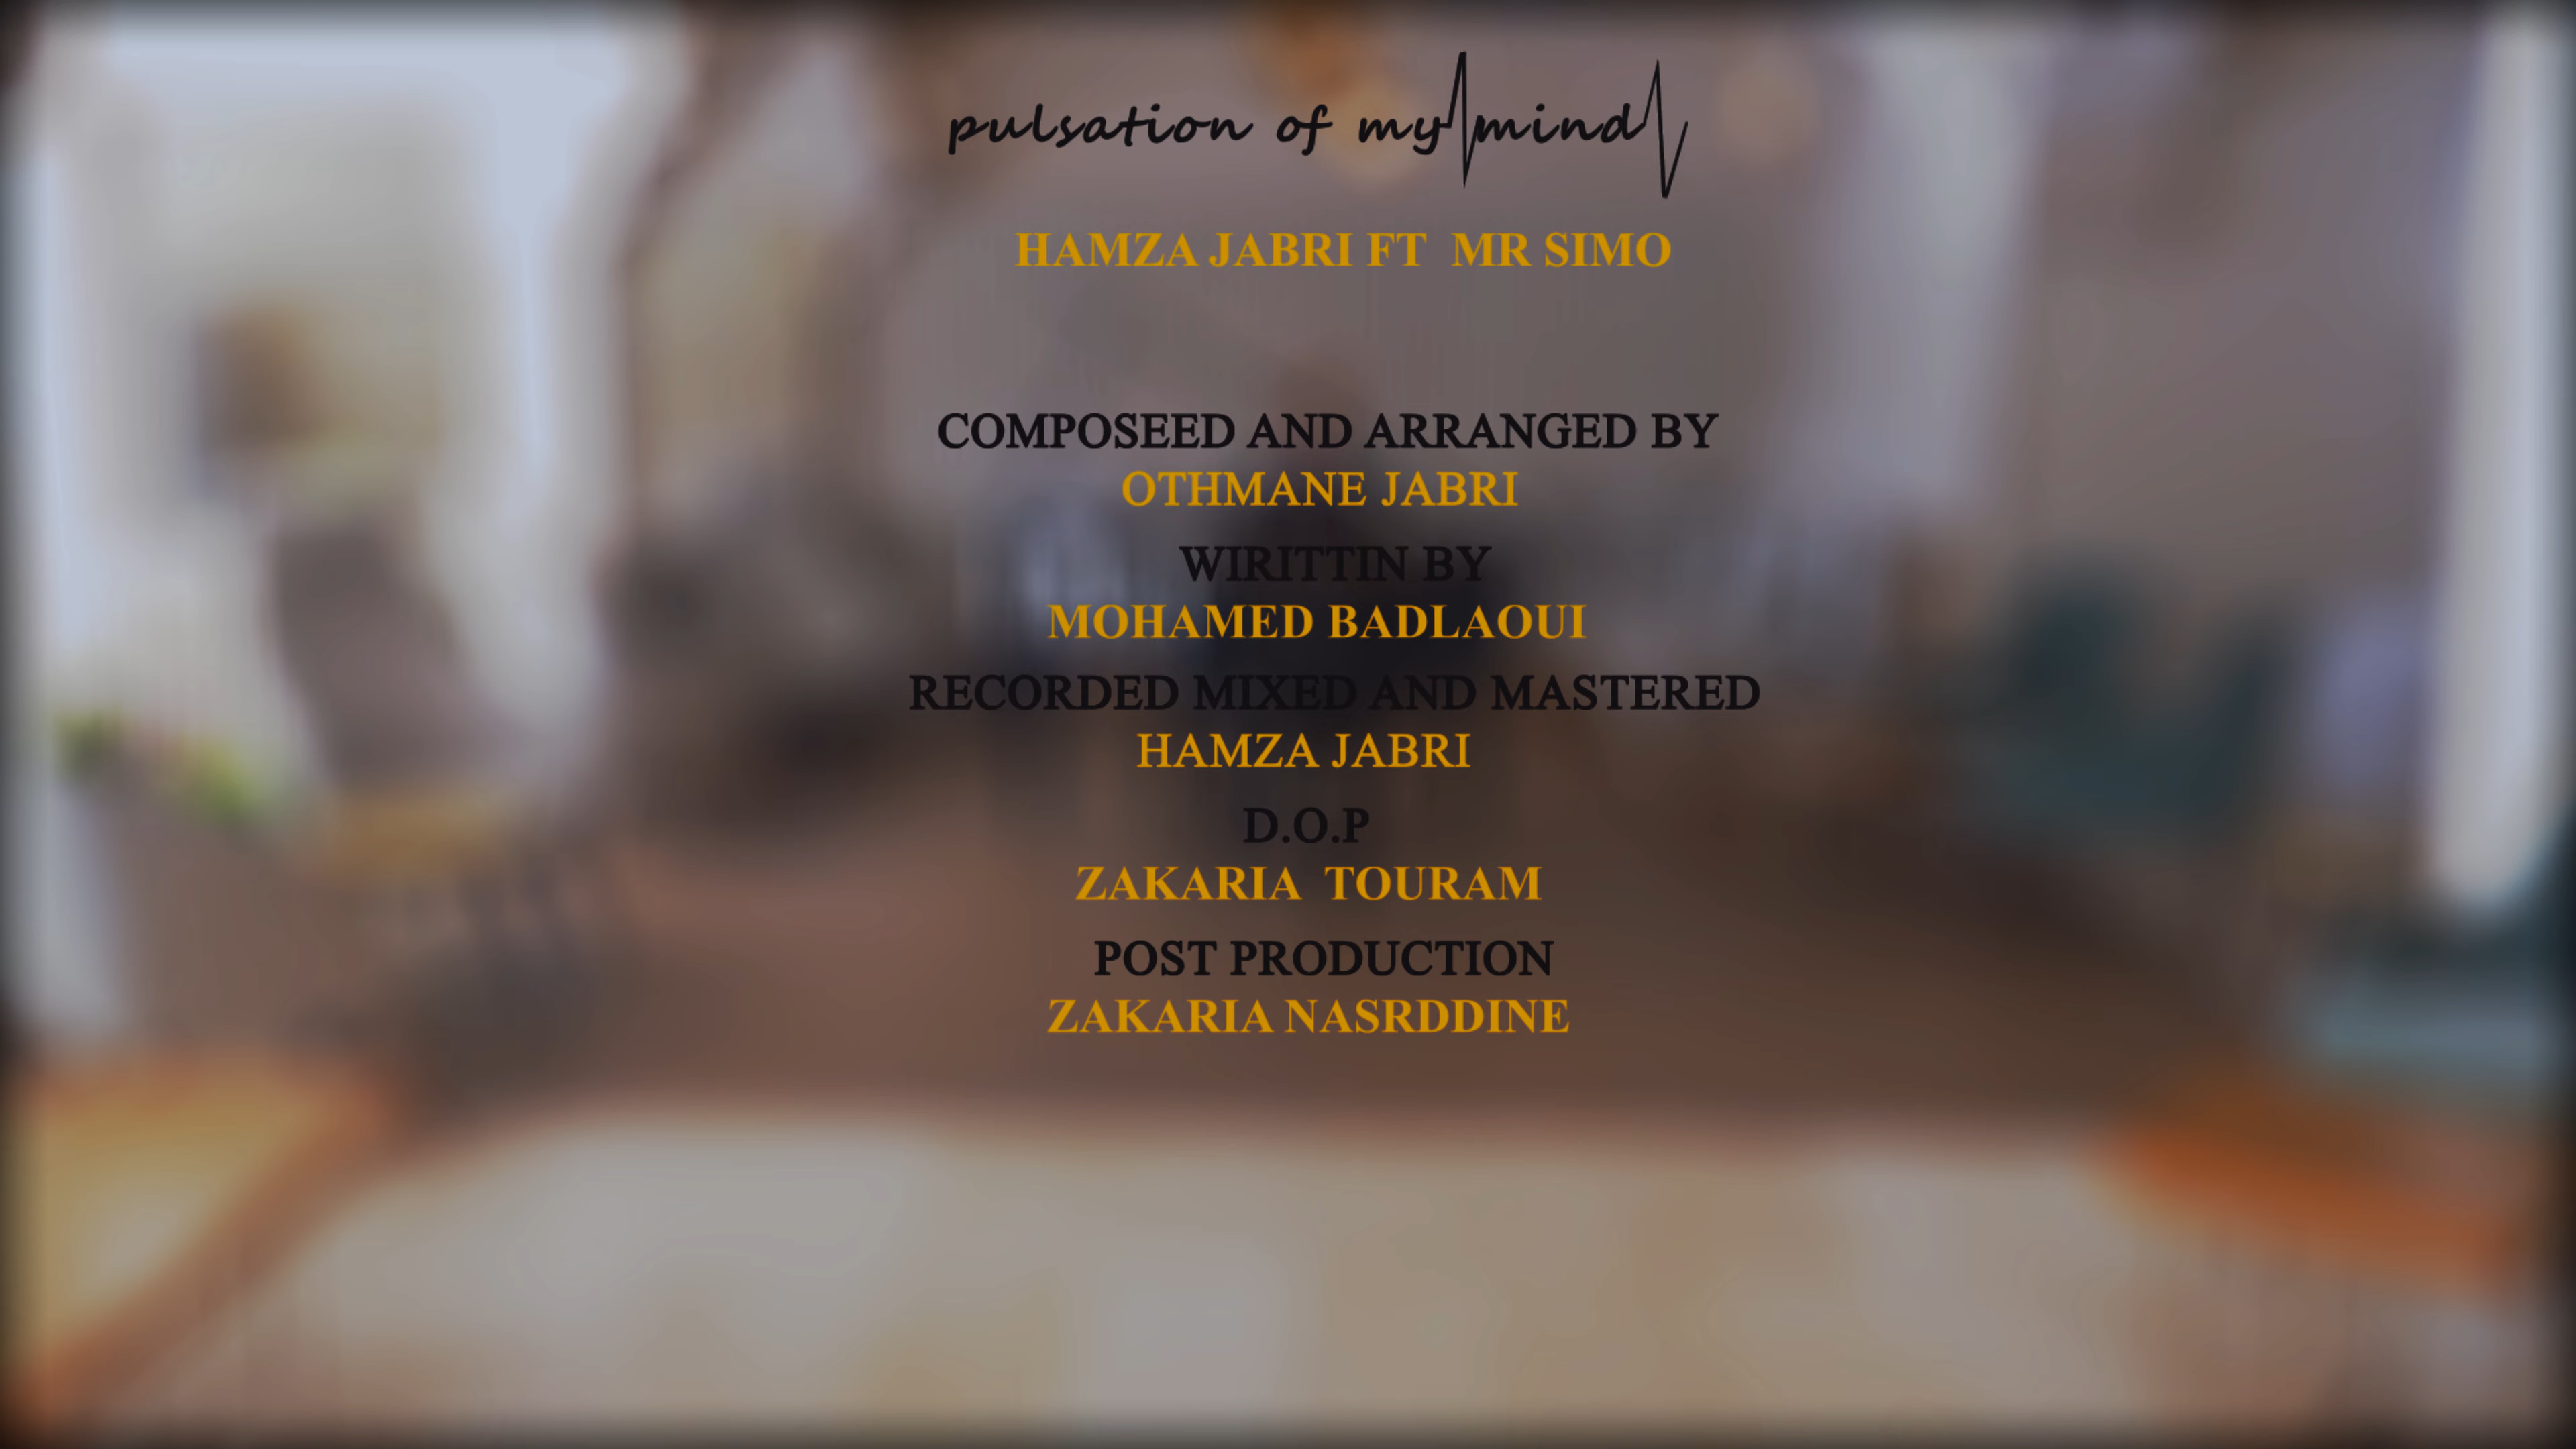 pulsation of my mind
HAMZA JABRI FT MR SIMO
COMPOSEED AND ARRANGED BY
OTHMANE JABRI
WIRITTIN BY
MOHAMED BADLAOUI
RECORDED MIXED AND MASTERED
HAMZA JABRI
D.O.P
ZAKARIA TOURAM
POST PRODUCTION
ZAKARIA NASRDDINE